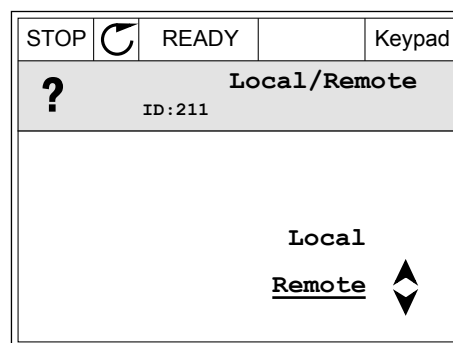 STOP READY Keypad
? Local/Remote
ID:211
Local
Remote